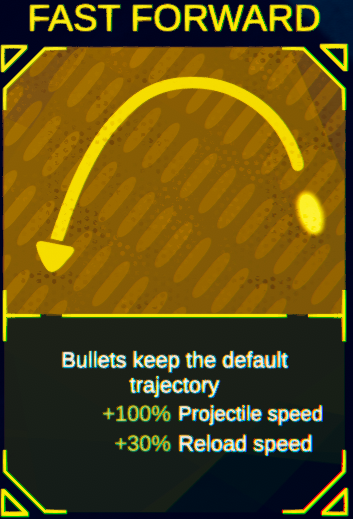 FAST FORWARD
Bullets keep the default
trajectory
+100% Projectile speed
+30% Reload speed